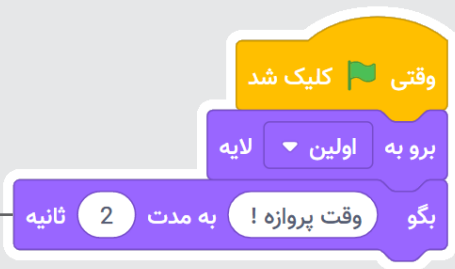 وقتی کلیک شد
برو به اولین لایه
بگو وقت پروازه ! به مدت 2 ثانیه